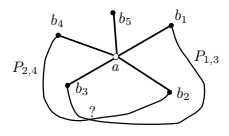 b₄
b₅
b₁
P₂,₄
P₁,₃
a
b₃
b₂
?